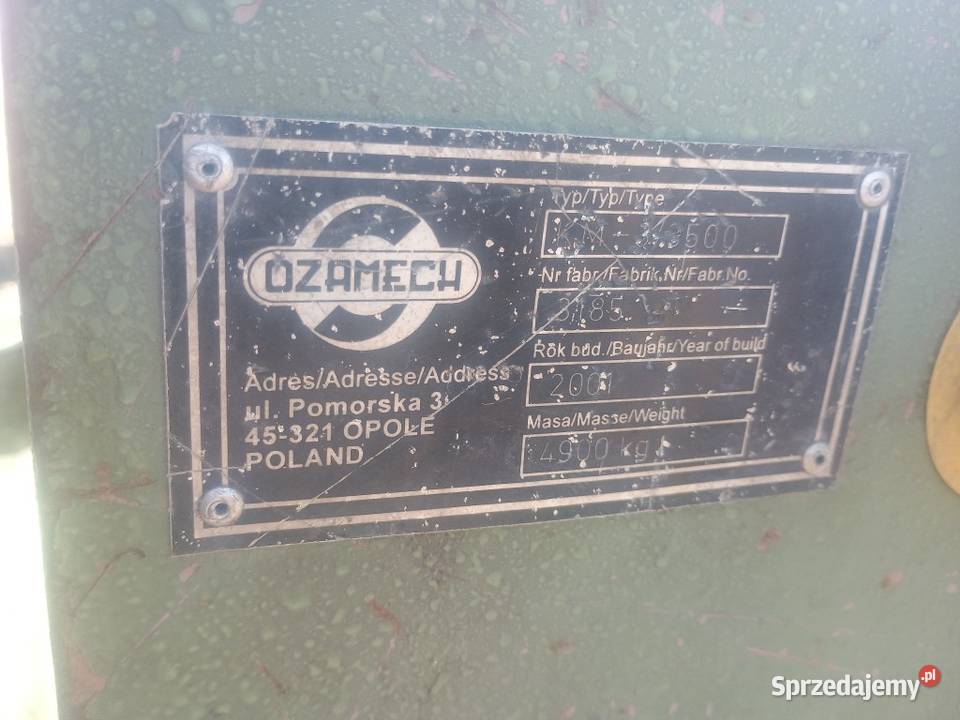 OZAMECH
Adres/Adresse/Address
ul. Pomorska 3
45-321 OPOLE
POLAND
Typ/Typ/Type
Nr fabr./Fabrik.Nr/Fabr.No.
Rok bud./Baujahr/Year of build
2001
Masa/Masse/Weight
4900 kg
Sprzedajemy.pl